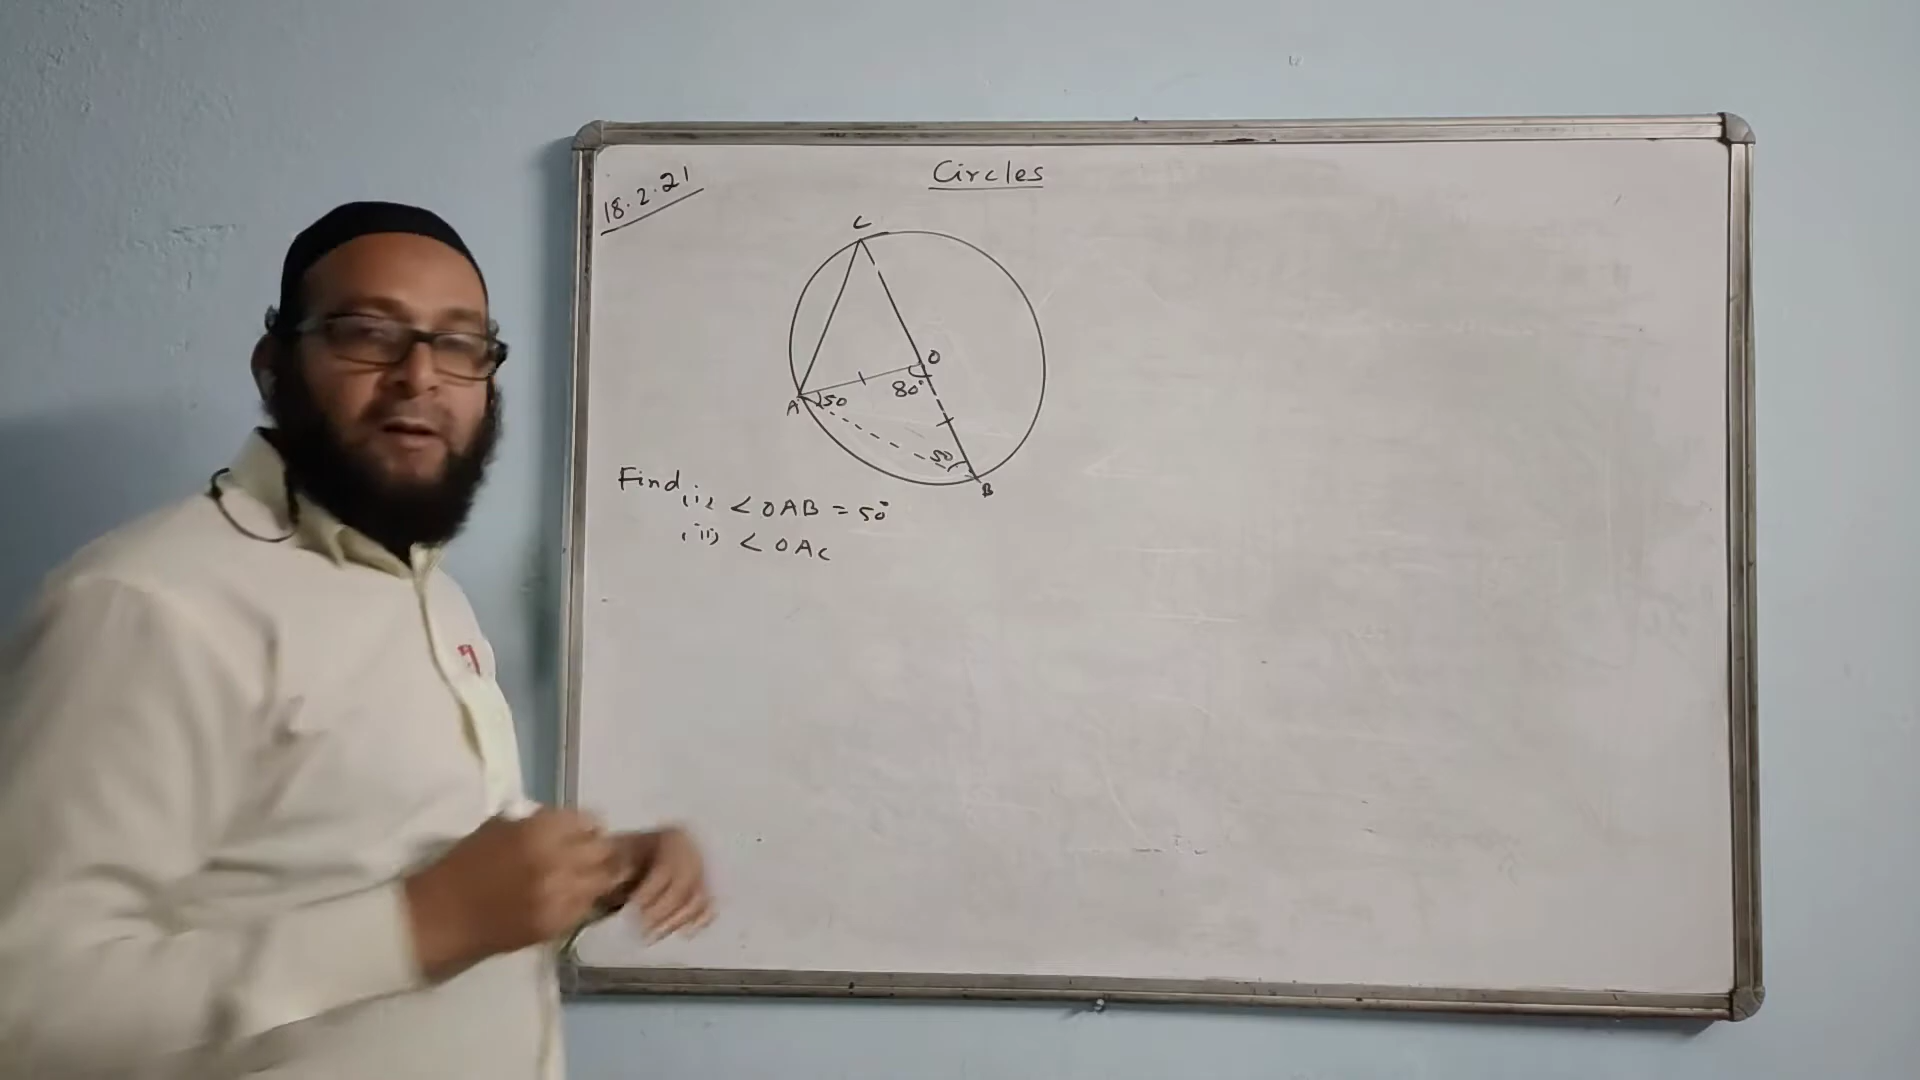 18.2.21
Circles
C
O
80°
A
50
50
B
Find (i) ∠OAB = 50°
(ii) ∠OAC